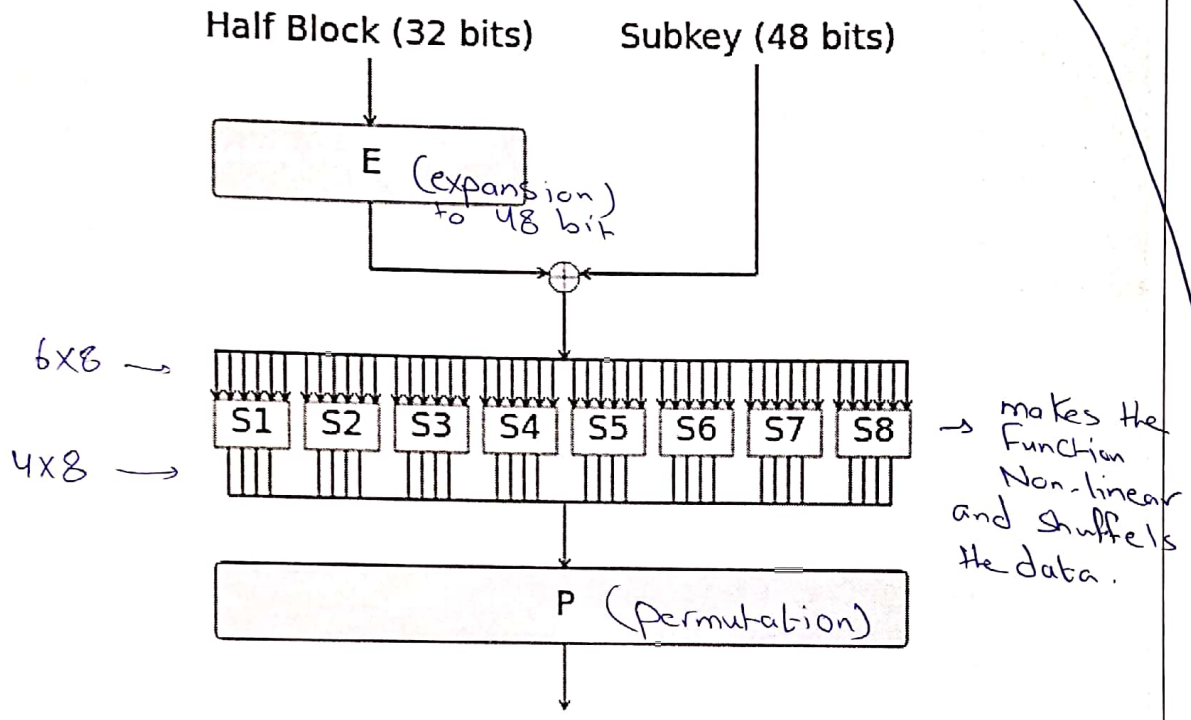 Half Block (32 bits) Subkey (48 bits)
E (expansion)
to 48 bit
6x8 →
S1 S2 S3 S4 S5 S6 S7 S8
4x8 →
→ makes the
Function
Non-linear
and shuffels
the data.
P (permutation)